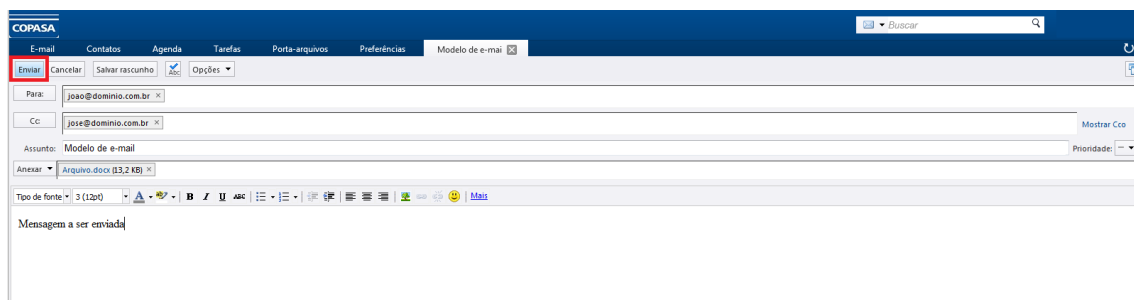 COPASA
Buscar
E-mail Contatos Agenda Tarefas Porta-arquivos Preferências Modelo de e-mai
Enviar Cancelar Salvar rascunho Abc Opções
Para: joao@dominio.com.br ×
Cc: jose@dominio.com.br × Mostrar Cco
Assunto: Modelo de e-mail Prioridade:
Anexar Arquivo.docx (13,2 KB) ×
Tipo de fonte 3 (12pt) A B I U ABC Mais
Mensagem a ser enviada